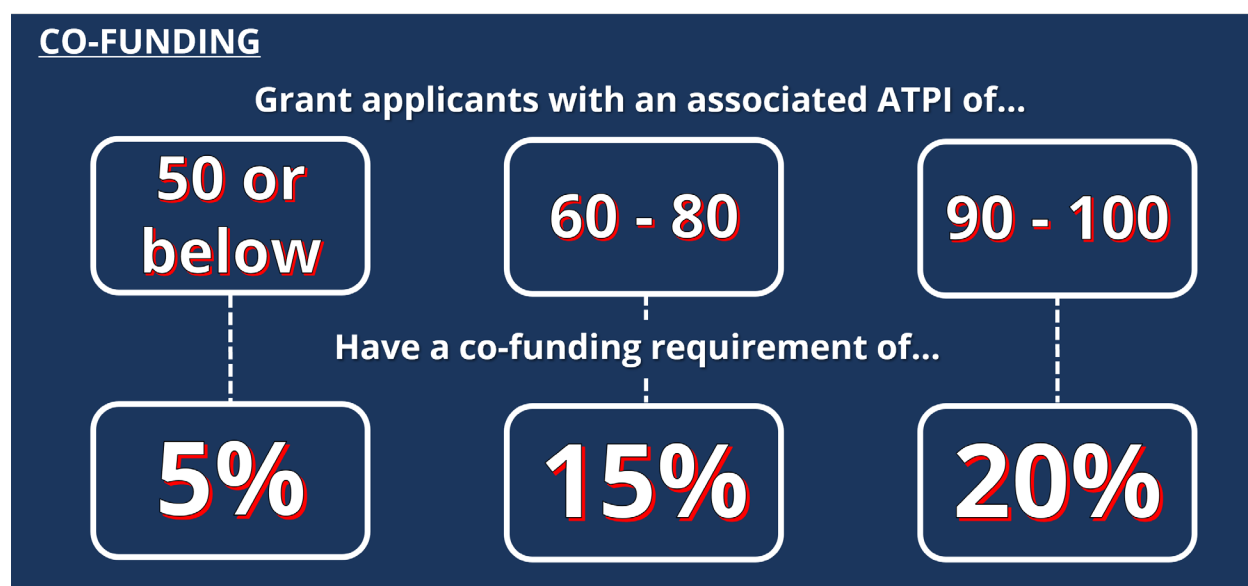 CO-FUNDING
Grant applicants with an associated ATPI of...
50 or
below
60 - 80
90 - 100
Have a co-funding requirement of...
5%
15%
20%